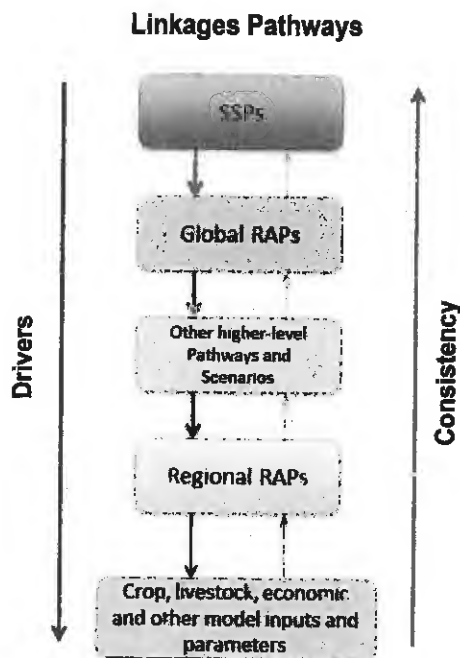 Linkages Pathways
SSPs
Global RAPs
Other higher-level
Pathways and
Scenarios
Regional RAPs
Crop, livestock, economic
and other model inputs and
parameters
Drivers
Consistency